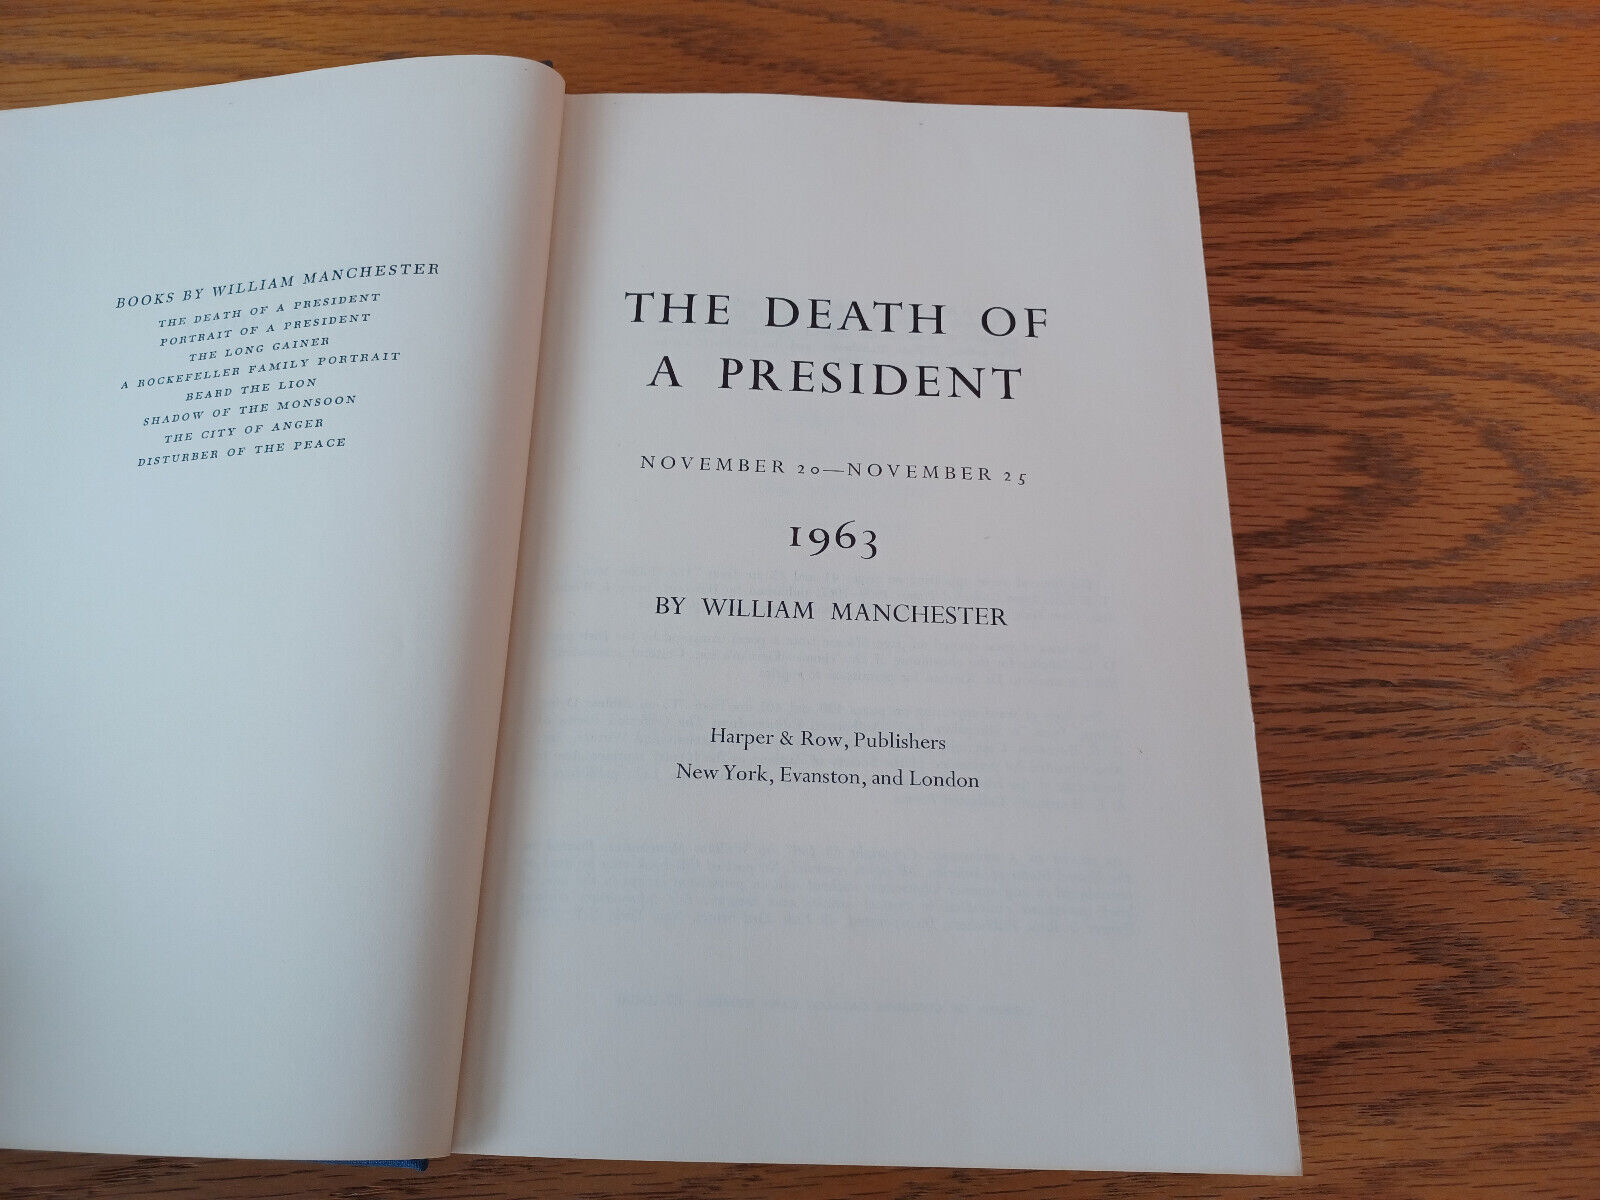 BOOKS BY WILLIAM MANCHESTER
THE DEATH OF A PRESIDENT
PORTRAIT OF A PRESIDENT
THE LONG GAINER
A ROCKEFELLER FAMILY PORTRAIT
BEARD THE LION
SHADOW OF THE MONSOON
THE CITY OF ANGER
DISTURBER OF THE PEACE
THE DEATH OF
A PRESIDENT
NOVEMBER 20—NOVEMBER 25
1963
BY WILLIAM MANCHESTER
Harper & Row, Publishers
New York, Evanston, and London